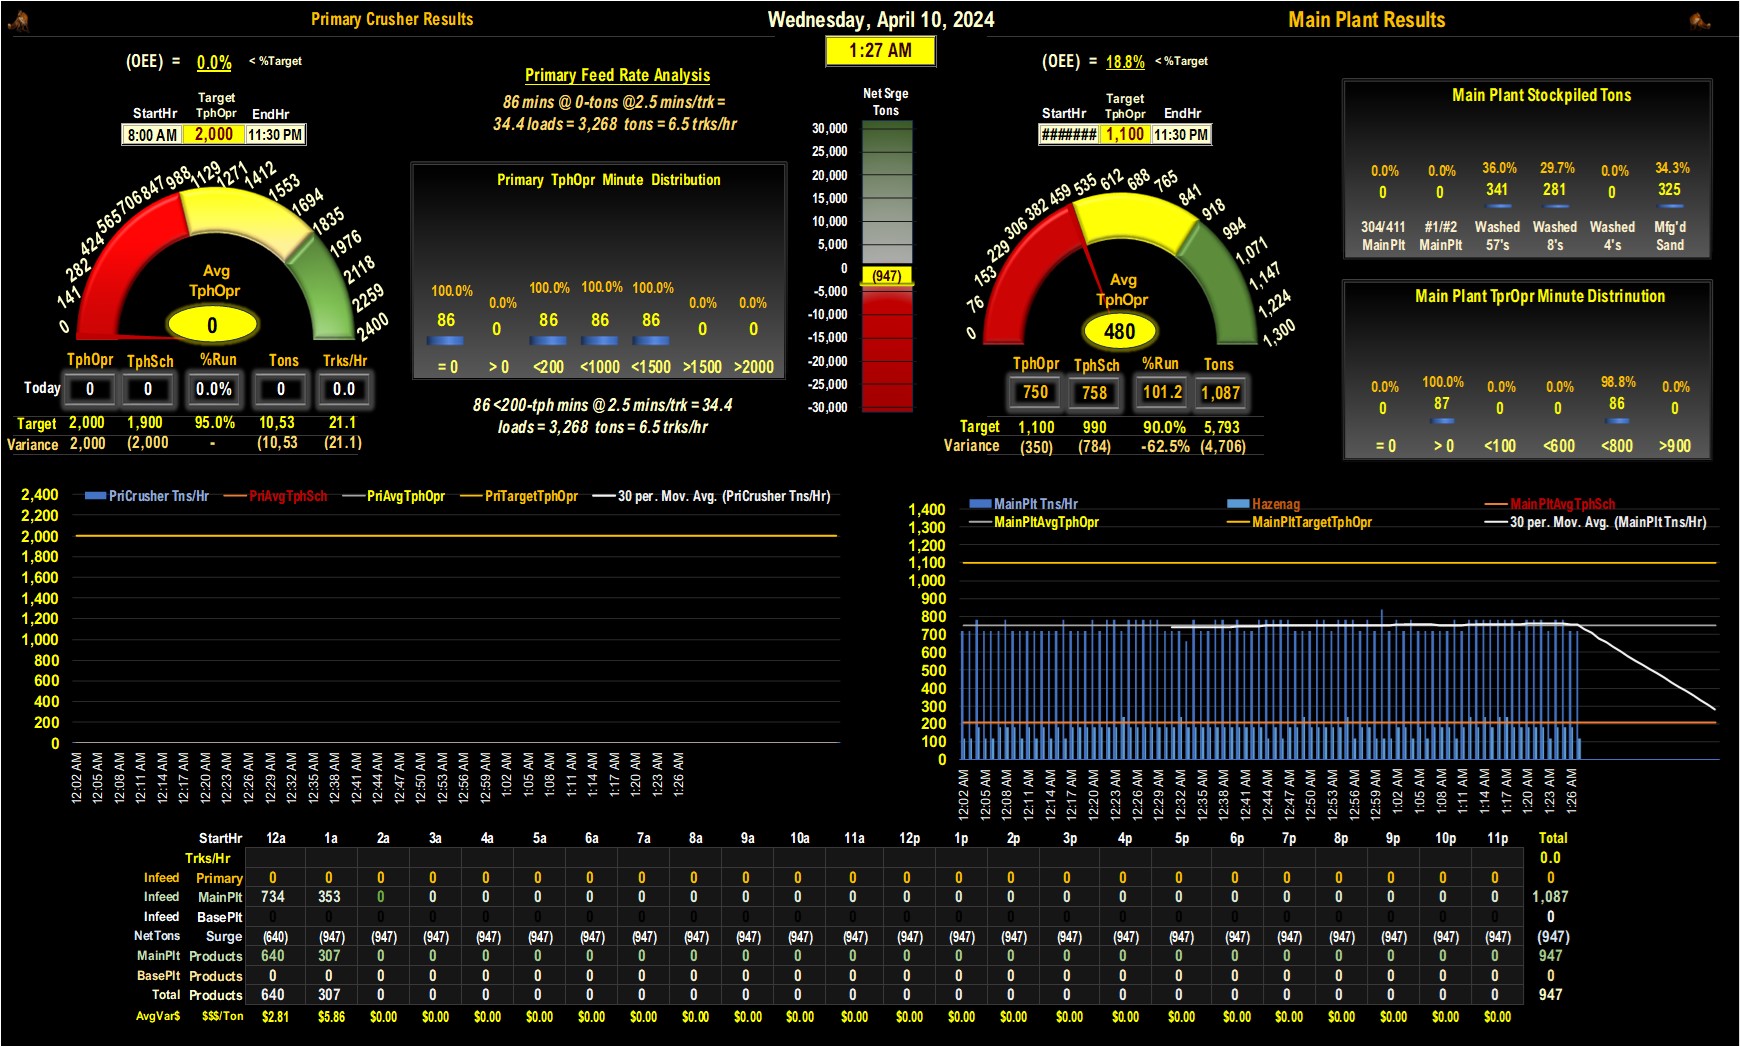 Primary Crusher Results
Wednesday, April 10, 2024
Main Plant Results
1:27 AM
(OEE) = 0.0% < %Target
Target
StartHr TphOpr EndHr
8:00 AM 2,000 11:30 PM
0 141 282 424 565 706 847 988 1129 1271 1412 1553 1694 1835 1976 2118 2259 2400
Avg
TphOpr
0
TphOpr TphSch %Run Tons Trks/Hr
Today 0 0 0.0% 0 0.0
Target 2,000 1,900 95.0% 10,53 21.1
Variance 2,000 (2,000 - (10,53 (21.1)
Primary Feed Rate Analysis
86 mins @ 0-tons @2.5 mins/trk =
34.4 loads = 3,268 tons = 6.5 trks/hr
Primary TphOpr Minute Distribution
100.0% 0.0% 100.0% 100.0% 100.0% 0.0% 0.0%
86 0 86 86 86 0 0
= 0 > 0 <200 <1000 <1500 >1500 >2000
86 <200-tph mins @ 2.5 mins/trk = 34.4
loads = 3,268 tons = 6.5 trks/hr
Net Srge
Tons
30,000
25,000
20,000
15,000
10,000
5,000
0
(947)
-5,000
-10,000
-15,000
-20,000
-25,000
-30,000
(OEE) = 18.8% < %Target
Target
StartHr TphOpr EndHr
####### 1,100 11:30 PM
0 76 153 229 306 382 459 535 612 688 765 841 918 994 1,071 1,147 1,224 1,300
Avg
TphOpr
480
TphOpr TphSch %Run Tons
750 758 101.2 1,087
Target 1,100 990 90.0% 5,793
Variance (350) (784) -62.5% (4,706)
Main Plant Stockpiled Tons
0.0% 0.0% 36.0% 29.7% 0.0% 34.3%
0 0 341 281 0 325
304/411 #1/#2 Washed Washed Washed Mfg'd
MainPlt MainPlt 57's 8's 4's Sand
Main Plant TprOpr Minute Distrinution
0.0% 100.0% 0.0% 0.0% 98.8% 0.0%
0 87 0 0 86 0
= 0 > 0 <100 <600 <800 >900
PriCrusher Tns/Hr PriAvgTphSch PriAvgTphOpr PriTargetTphOpr 30 per. Mov. Avg. (PriCrusher Tns/Hr)
2,400
2,200
2,000
1,800
1,600
1,400
1,200
1,000
800
600
400
200
0
12:02 AM 12:05 AM 12:08 AM 12:11 AM 12:14 AM 12:17 AM 12:20 AM 12:23 AM 12:26 AM 12:29 AM 12:32 AM 12:35 AM 12:38 AM 12:41 AM 12:44 AM 12:47 AM 12:50 AM 12:53 AM 12:56 AM 12:59 AM 1:02 AM 1:05 AM 1:08 AM 1:11 AM 1:14 AM 1:17 AM 1:20 AM 1:23 AM 1:26 AM
MainPlt Tns/Hr Hazenag MainPltAvgTphSch
MainPltAvgTphOpr MainPltTargetTphOpr 30 per. Mov. Avg. (MainPlt Tns/Hr)
1,400
1,300
1,200
1,100
1,000
900
800
700
600
500
400
300
200
100
0
12:02 AM 12:05 AM 12:08 AM 12:11 AM 12:14 AM 12:17 AM 12:20 AM 12:23 AM 12:26 AM 12:29 AM 12:32 AM 12:35 AM 12:38 AM 12:41 AM 12:44 AM 12:47 AM 12:50 AM 12:53 AM 12:56 AM 12:59 AM 1:02 AM 1:05 AM 1:08 AM 1:11 AM 1:14 AM 1:17 AM 1:20 AM 1:23 AM 1:26 AM
StartHr 12a 1a 2a 3a 4a 5a 6a 7a 8a 9a 10a 11a 12p 1p 2p 3p 4p 5p 6p 7p 8p 9p 10p 11p Total
Trks/Hr 0.0
Infeed Primary 0 0 0 0 0 0 0 0 0 0 0 0 0 0 0 0 0 0 0 0 0 0 0 0 0
Infeed MainPlt 734 353 0 0 0 0 0 0 0 0 0 0 0 0 0 0 0 0 0 0 0 0 0 0 1,087
Infeed BasePlt 0 0 0 0 0 0 0 0 0 0 0 0 0 0 0 0 0 0 0 0 0 0 0 0 0
NetTons Surge (640) (947) (947) (947) (947) (947) (947) (947) (947) (947) (947) (947) (947) (947) (947) (947) (947) (947) (947) (947) (947) (947) (947) (947) (947)
MainPlt Products 640 307 0 0 0 0 0 0 0 0 0 0 0 0 0 0 0 0 0 0 0 0 0 0 947
BasePlt Products 0 0 0 0 0 0 0 0 0 0 0 0 0 0 0 0 0 0 0 0 0 0 0 0 0
Total Products 640 307 0 0 0 0 0 0 0 0 0 0 0 0 0 0 0 0 0 0 0 0 0 0 947
AvgVar$ $$$/Ton $2.81 $5.86 $0.00 $0.00 $0.00 $0.00 $0.00 $0.00 $0.00 $0.00 $0.00 $0.00 $0.00 $0.00 $0.00 $0.00 $0.00 $0.00 $0.00 $0.00 $0.00 $0.00 $0.00 $0.00